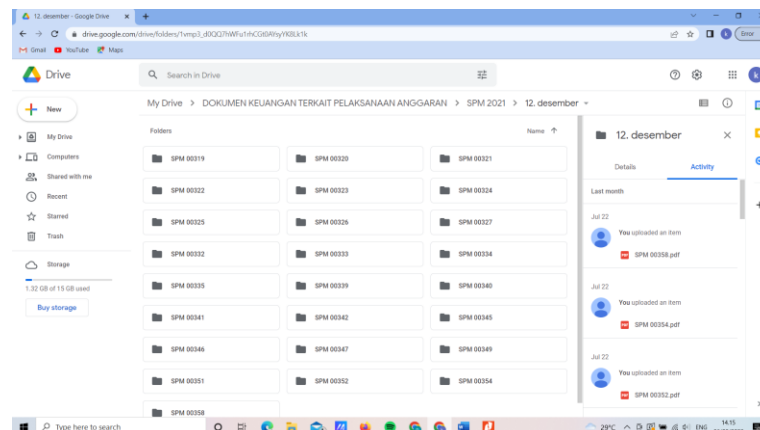 12. desember - Google Drive
drive.google.com/drive/folders/1vmp3_d0QQ7hWFu1rhCGt0AYsyYK8Lk1k
Error
Gmail YouTube Maps
Drive
Search in Drive
New
My Drive
Computers
Shared with me
Recent
Starred
Trash
Storage
1.32 GB of 15 GB used
Buy storage
My Drive > DOKUMEN KEUANGAN TERKAIT PELAKSANAAN ANGGARAN > SPM 2021 > 12. desember
Folders Name
SPM 00319 SPM 00320 SPM 00321
SPM 00322 SPM 00323 SPM 00324
SPM 00325 SPM 00326 SPM 00327
SPM 00332 SPM 00333 SPM 00334
SPM 00335 SPM 00339 SPM 00340
SPM 00341 SPM 00342 SPM 00345
SPM 00346 SPM 00347 SPM 00349
SPM 00351 SPM 00352 SPM 00354
SPM 00358
12. desember
Details Activity
Last month
Jul 22
You uploaded an item
SPM 00358.pdf
Jul 22
You uploaded an item
SPM 00354.pdf
Jul 22
You uploaded an item
SPM 00352.pdf
Type here to search
29°C ENG 14.15